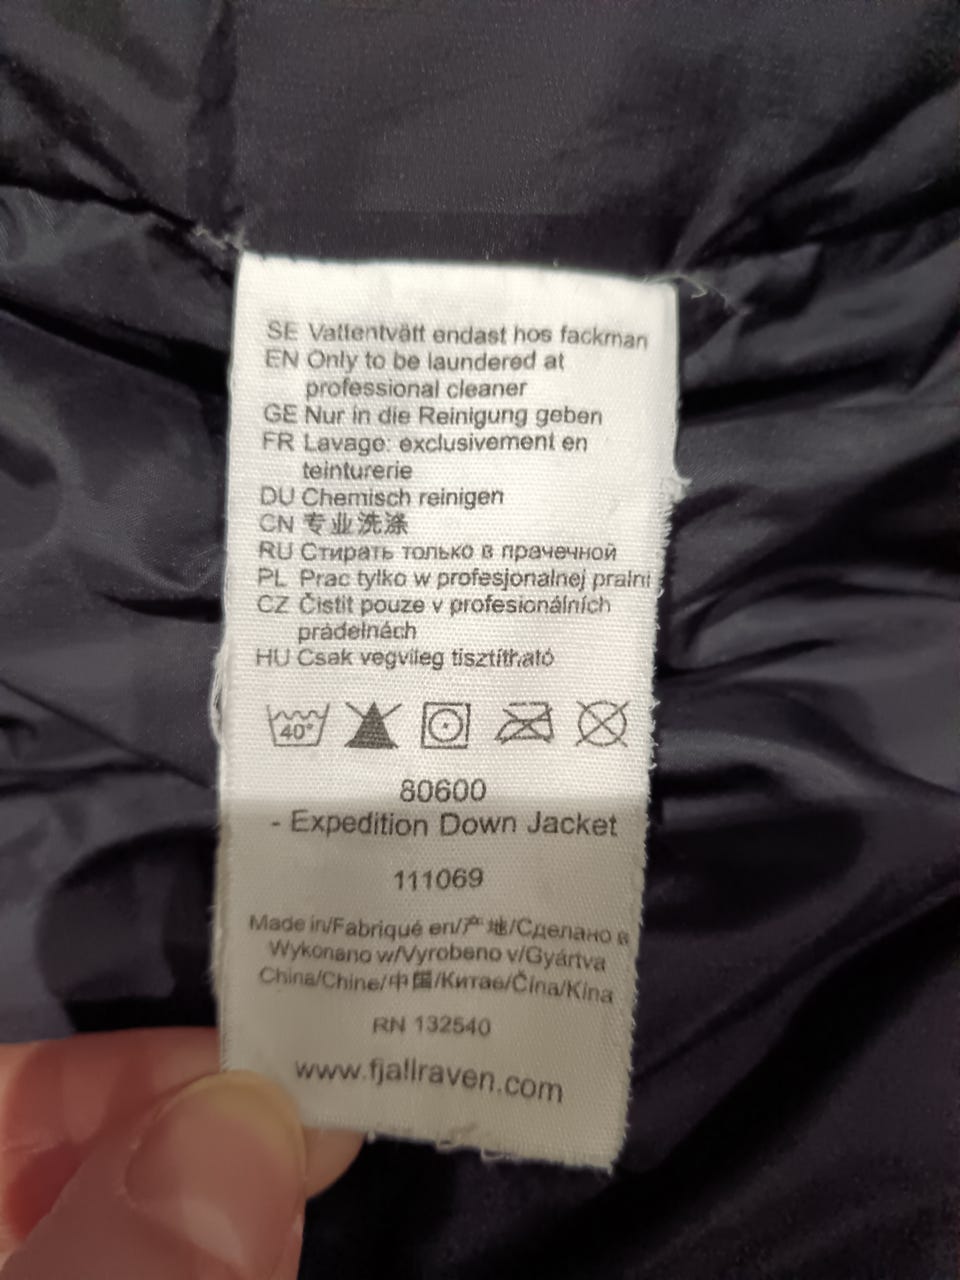 SE Vattentvätt endast hos fackman
EN Only to be laundered at
professional cleaner
GE Nur in die Reinigung geben
FR Lavage: exclusivement en
teinturerie
DU Chemisch reinigen
CN 专业洗涤
RU Стирать только в прачечной
PL Prac tylko w profesjonalnej pralni
CZ Čistit pouze v profesionálních
prádelnách
HU Csak vegvileg tisztítható
40°
80600
- Expedition Down Jacket
111069
Made in/Fabriqué en/产地/Сделано в
Wykonano w/Vyrobeno v/Gyártva
China/Chine/中国/Китае/Čína/Kína
RN 132540
www.fjallraven.com